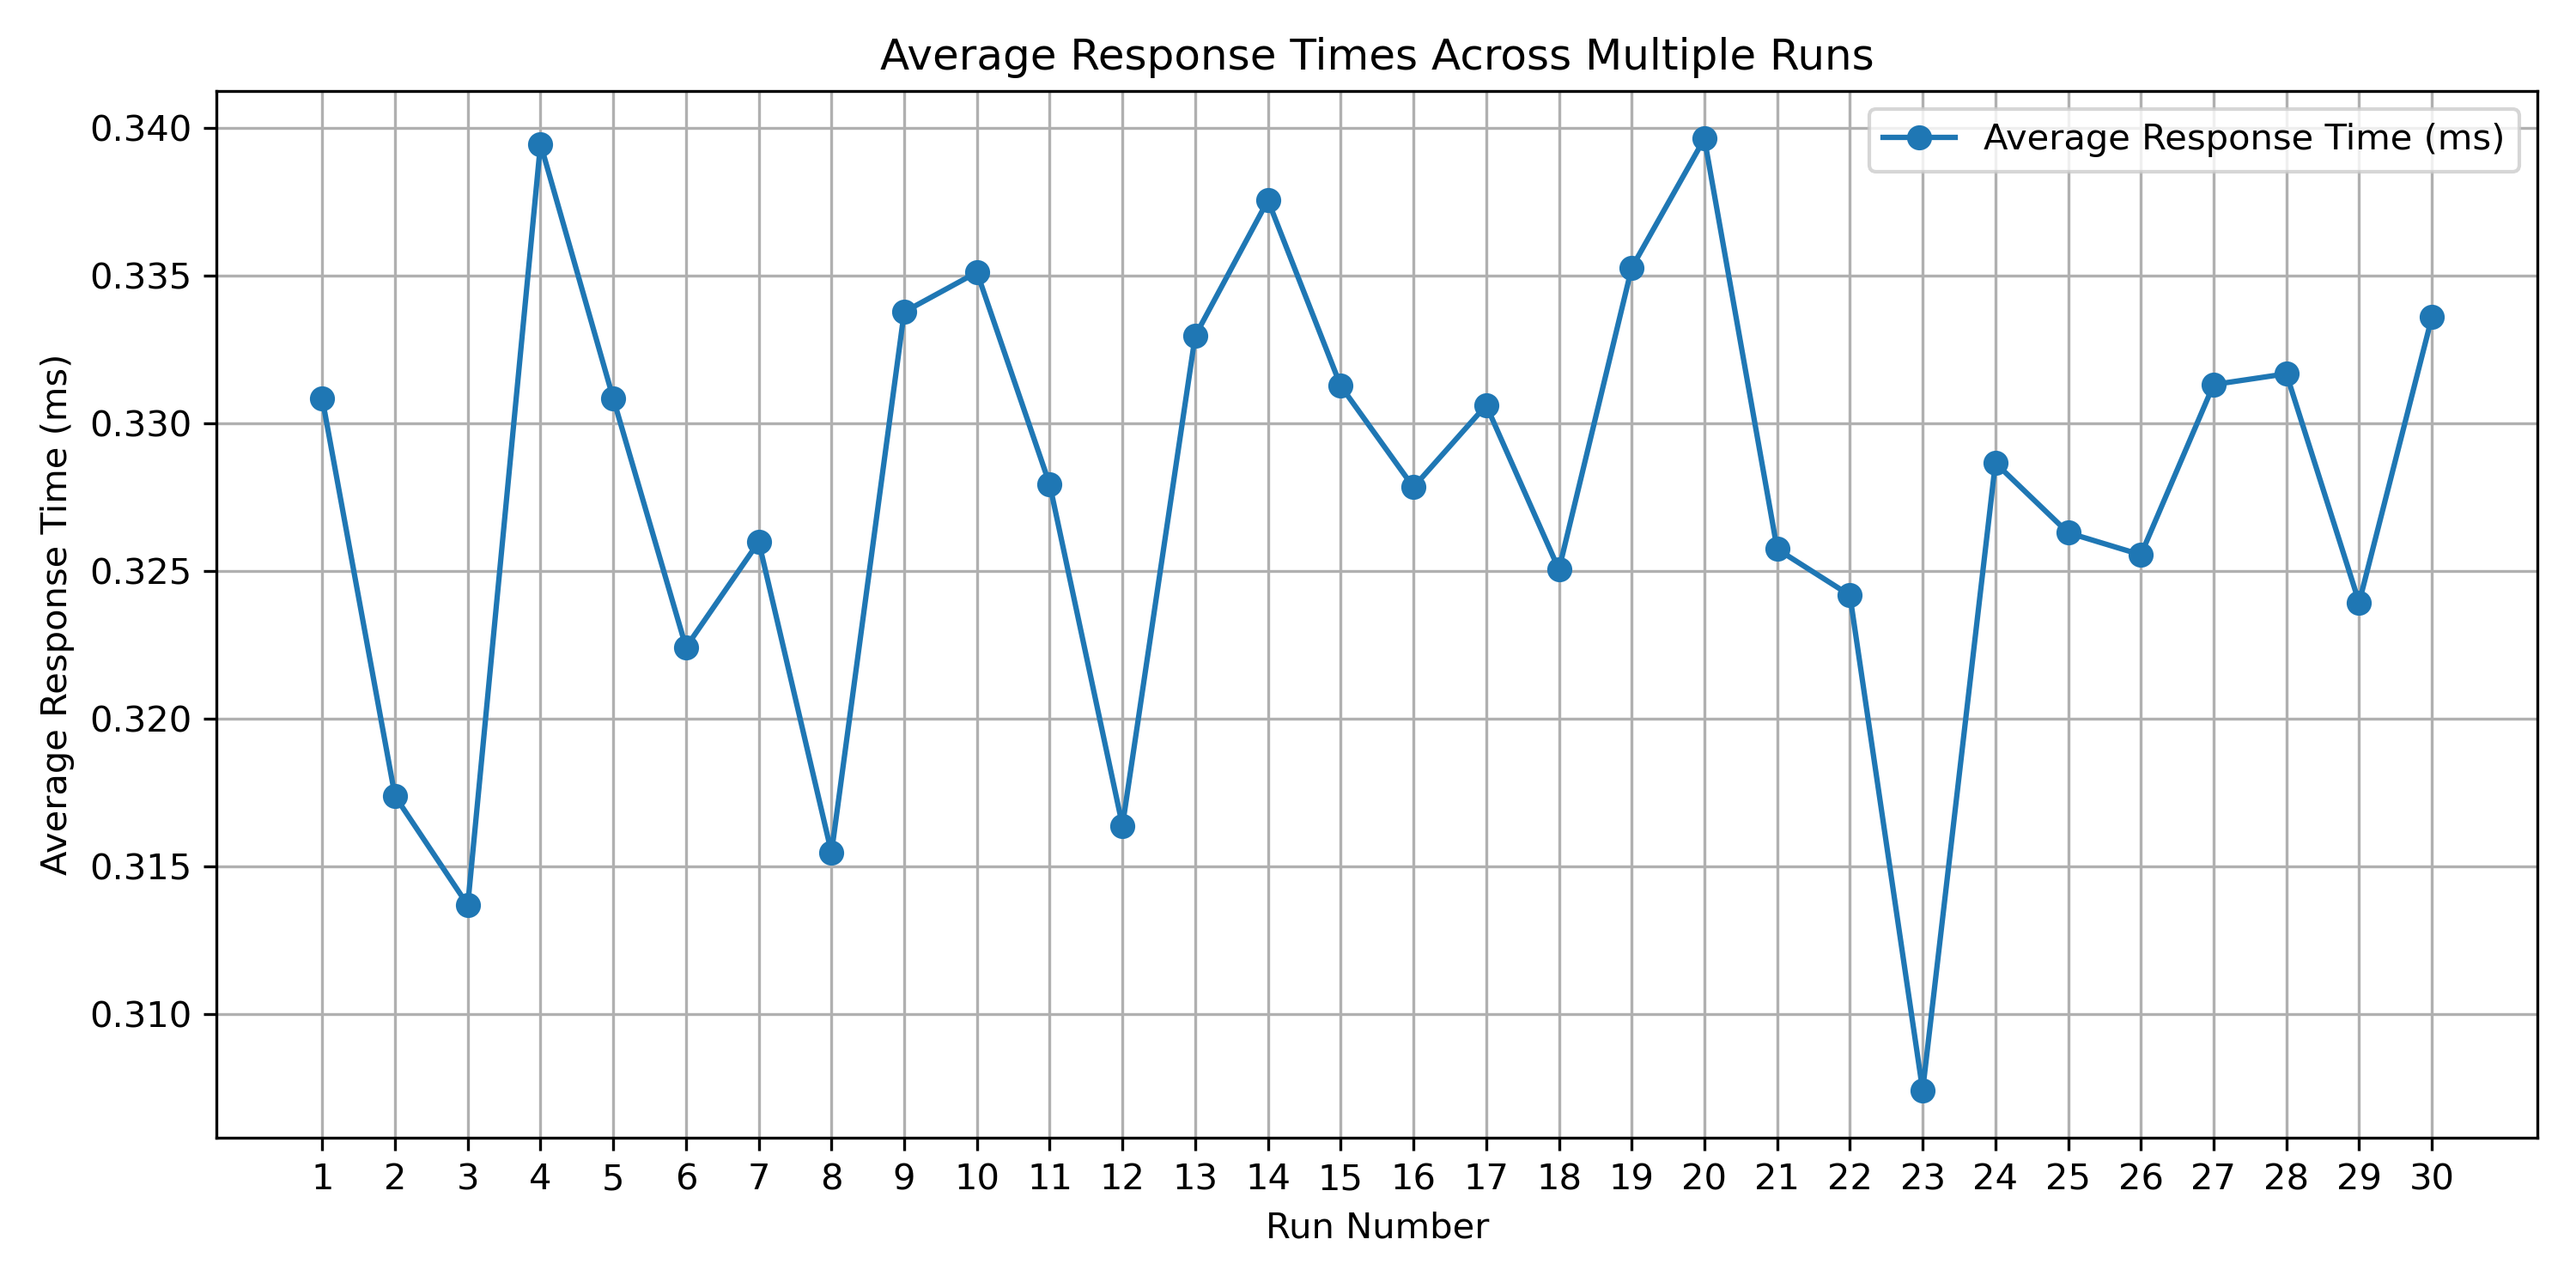 Average Response Times Across Multiple Runs
Average Response Time (ms)
0.340
0.335
0.330
0.325
0.320
0.315
0.310
Average Response Time (ms)
1 2 3 4 5 6 7 8 9 10 11 12 13 14 15 16 17 18 19 20 21 22 23 24 25 26 27 28 29 30
Run Number